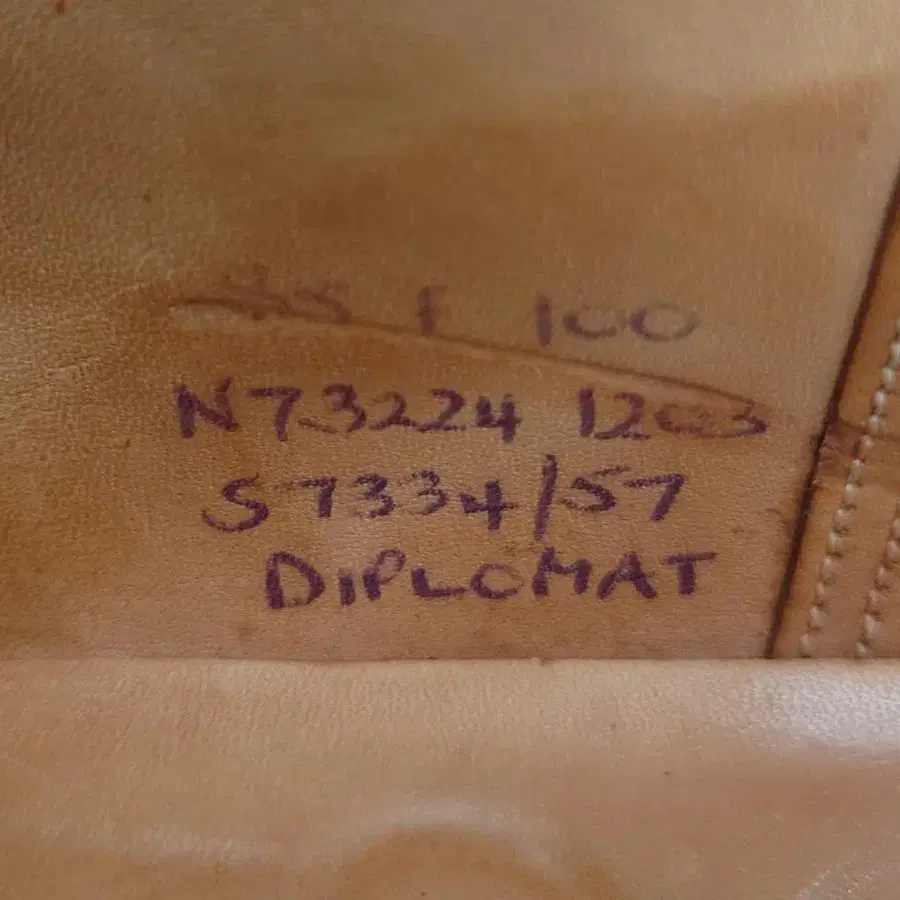 F 100
N73224 1203
S7334/57
DIPLOMAT